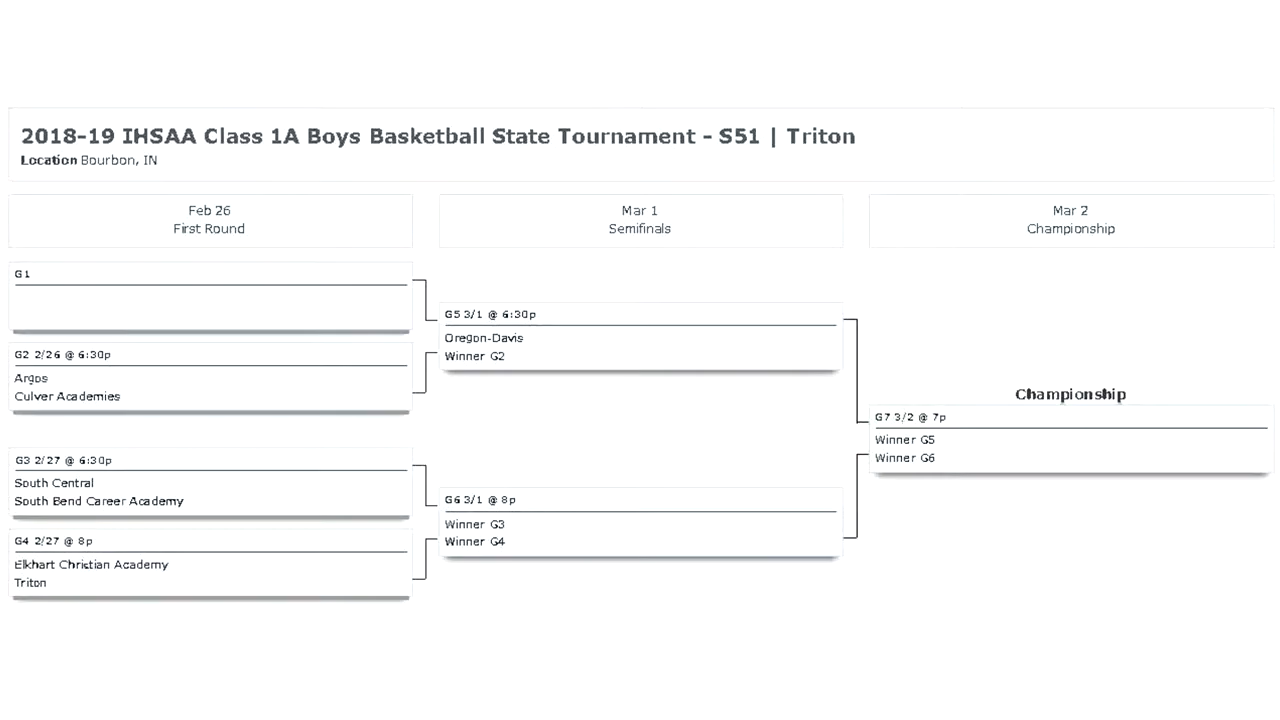 2018-19 IHSAA Class 1A Boys Basketball State Tournament - S51 | Triton
Location Bourbon, IN
Feb 26
First Round
Mar 1
Semifinals
Mar 2
Championship
G1
G2 2/26 @ 6:30p
Argos
Culver Academies
G3 2/27 @ 6:30p
South Central
South Bend Career Academy
G4 2/27 @ 8p
Elkhart Christian Academy
Triton
G5 3/1 @ 6:30p
Oregon-Davis
Winner G2
G6 3/1 @ 8p
Winner G3
Winner G4
Championship
G7 3/2 @ 7p
Winner G5
Winner G6